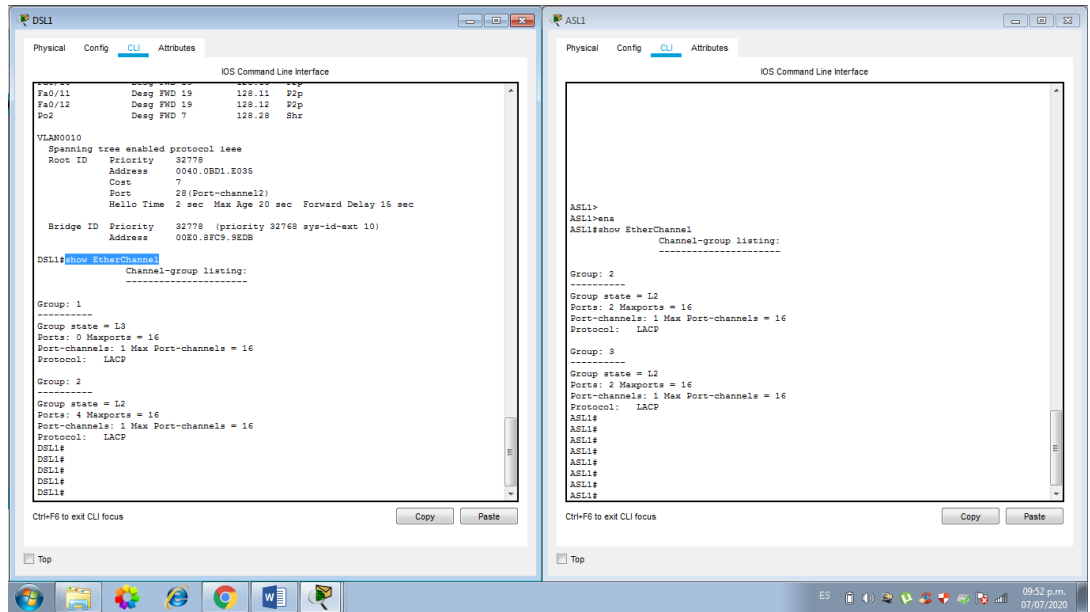 DSL1
Physical Config CLI Attributes
IOS Command Line Interface
Fa0/11 Desg FWD 19 128.11 P2p
Fa0/12 Desg FWD 19 128.12 P2p
Po2 Desg FWD 7 128.28 Shr
VLAN0010
Spanning tree enabled protocol ieee
Root ID Priority 32778
Address 0040.0BD1.E035
Cost 7
Port 28(Port-channel2)
Hello Time 2 sec Max Age 20 sec Forward Delay 15 sec
Bridge ID Priority 32778 (priority 32768 sys-id-ext 10)
Address 00E0.8FC9.9EDB
DSL1#show EtherChannel
Channel-group listing:
----------------------
Group: 1
----------
Group state = L3
Ports: 0 Maxports = 16
Port-channels: 1 Max Port-channels = 16
Protocol: LACP
Group: 2
----------
Group state = L2
Ports: 4 Maxports = 16
Port-channels: 1 Max Port-channels = 16
Protocol: LACP
DSL1#
DSL1#
DSL1#
DSL1#
DSL1#
Ctrl+F6 to exit CLI focus
Copy Paste
Top
ASL1
Physical Config CLI Attributes
IOS Command Line Interface
ASL1>
ASL1>ena
ASL1#show EtherChannel
Channel-group listing:
----------------------
Group: 2
----------
Group state = L2
Ports: 2 Maxports = 16
Port-channels: 1 Max Port-channels = 16
Protocol: LACP
Group: 3
----------
Group state = L2
Ports: 2 Maxports = 16
Port-channels: 1 Max Port-channels = 16
Protocol: LACP
ASL1#
ASL1#
ASL1#
ASL1#
ASL1#
ASL1#
ASL1#
ASL1#
Ctrl+F6 to exit CLI focus
Copy Paste
Top
ES
09:52 p.m.
07/07/2020